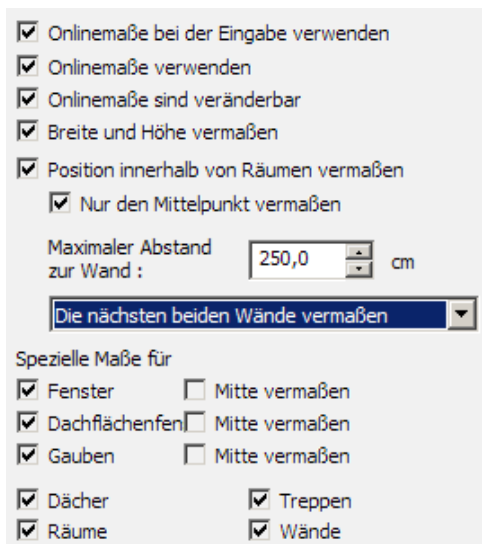 Onlinemaße bei der Eingabe verwenden
Onlinemaße verwenden
Onlinemaße sind veränderbar
Breite und Höhe vermaßen
Position innerhalb von Räumen vermaßen
Nur den Mittelpunkt vermaßen
Maximaler Abstand
zur Wand : 250,0 cm
Die nächsten beiden Wände vermaßen
Spezielle Maße für
Fenster Mitte vermaßen
Dachflächenfen Mitte vermaßen
Gauben Mitte vermaßen
Dächer Treppen
Räume Wände